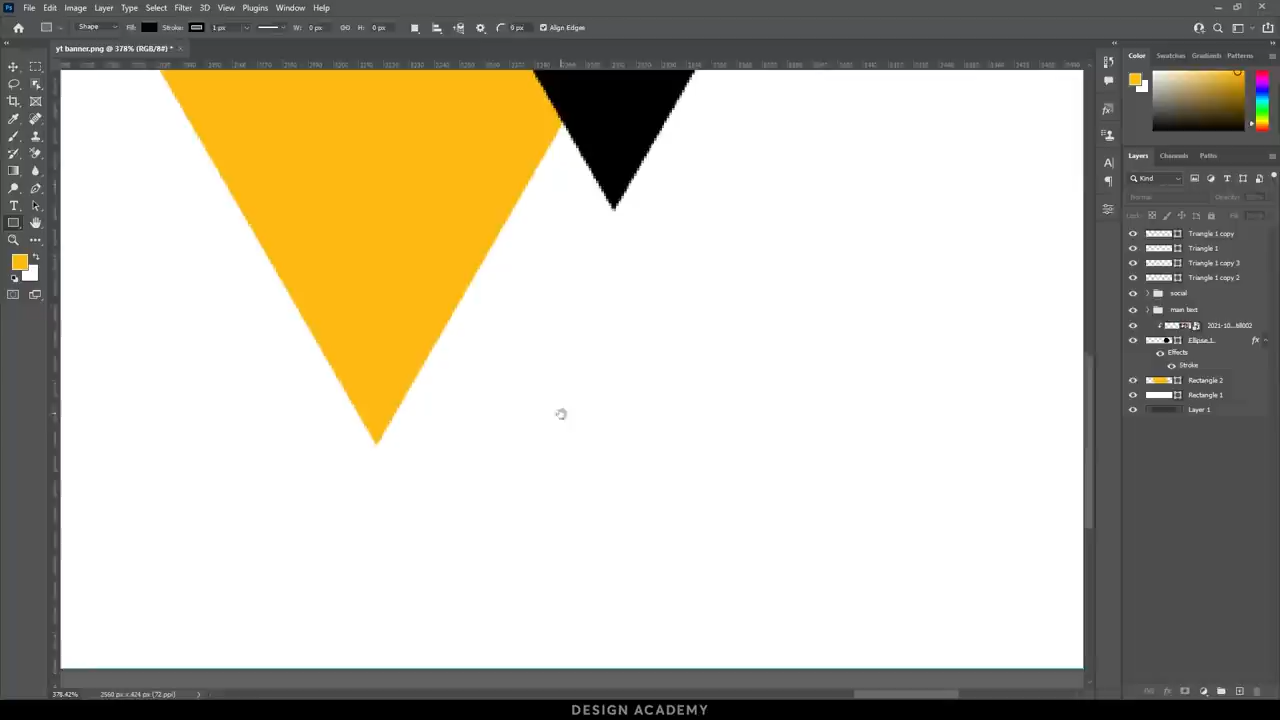 File Edit Image Layer Type Select Filter 3D View Plugins Window Help
Shape Fill: Stroke: 1 px W: 0 px H: 0 px 0 px Align Edges
yt banner.png @ 378% (RGB/8#) *
Color Swatches Gradients Patterns
Layers Channels Paths
Kind
Normal Opacity:
Lock: Fill:
Triangle 1 copy
Triangle 1
Triangle 1 copy 3
Triangle 1 copy 2
social
main text
2021-10...
Ellipse 1
Effects
Stroke
Rectangle 2
Rectangle 1
Layer 1
378.42% 2560 px x 424 px (72 ppi)
DESIGN ACADEMY